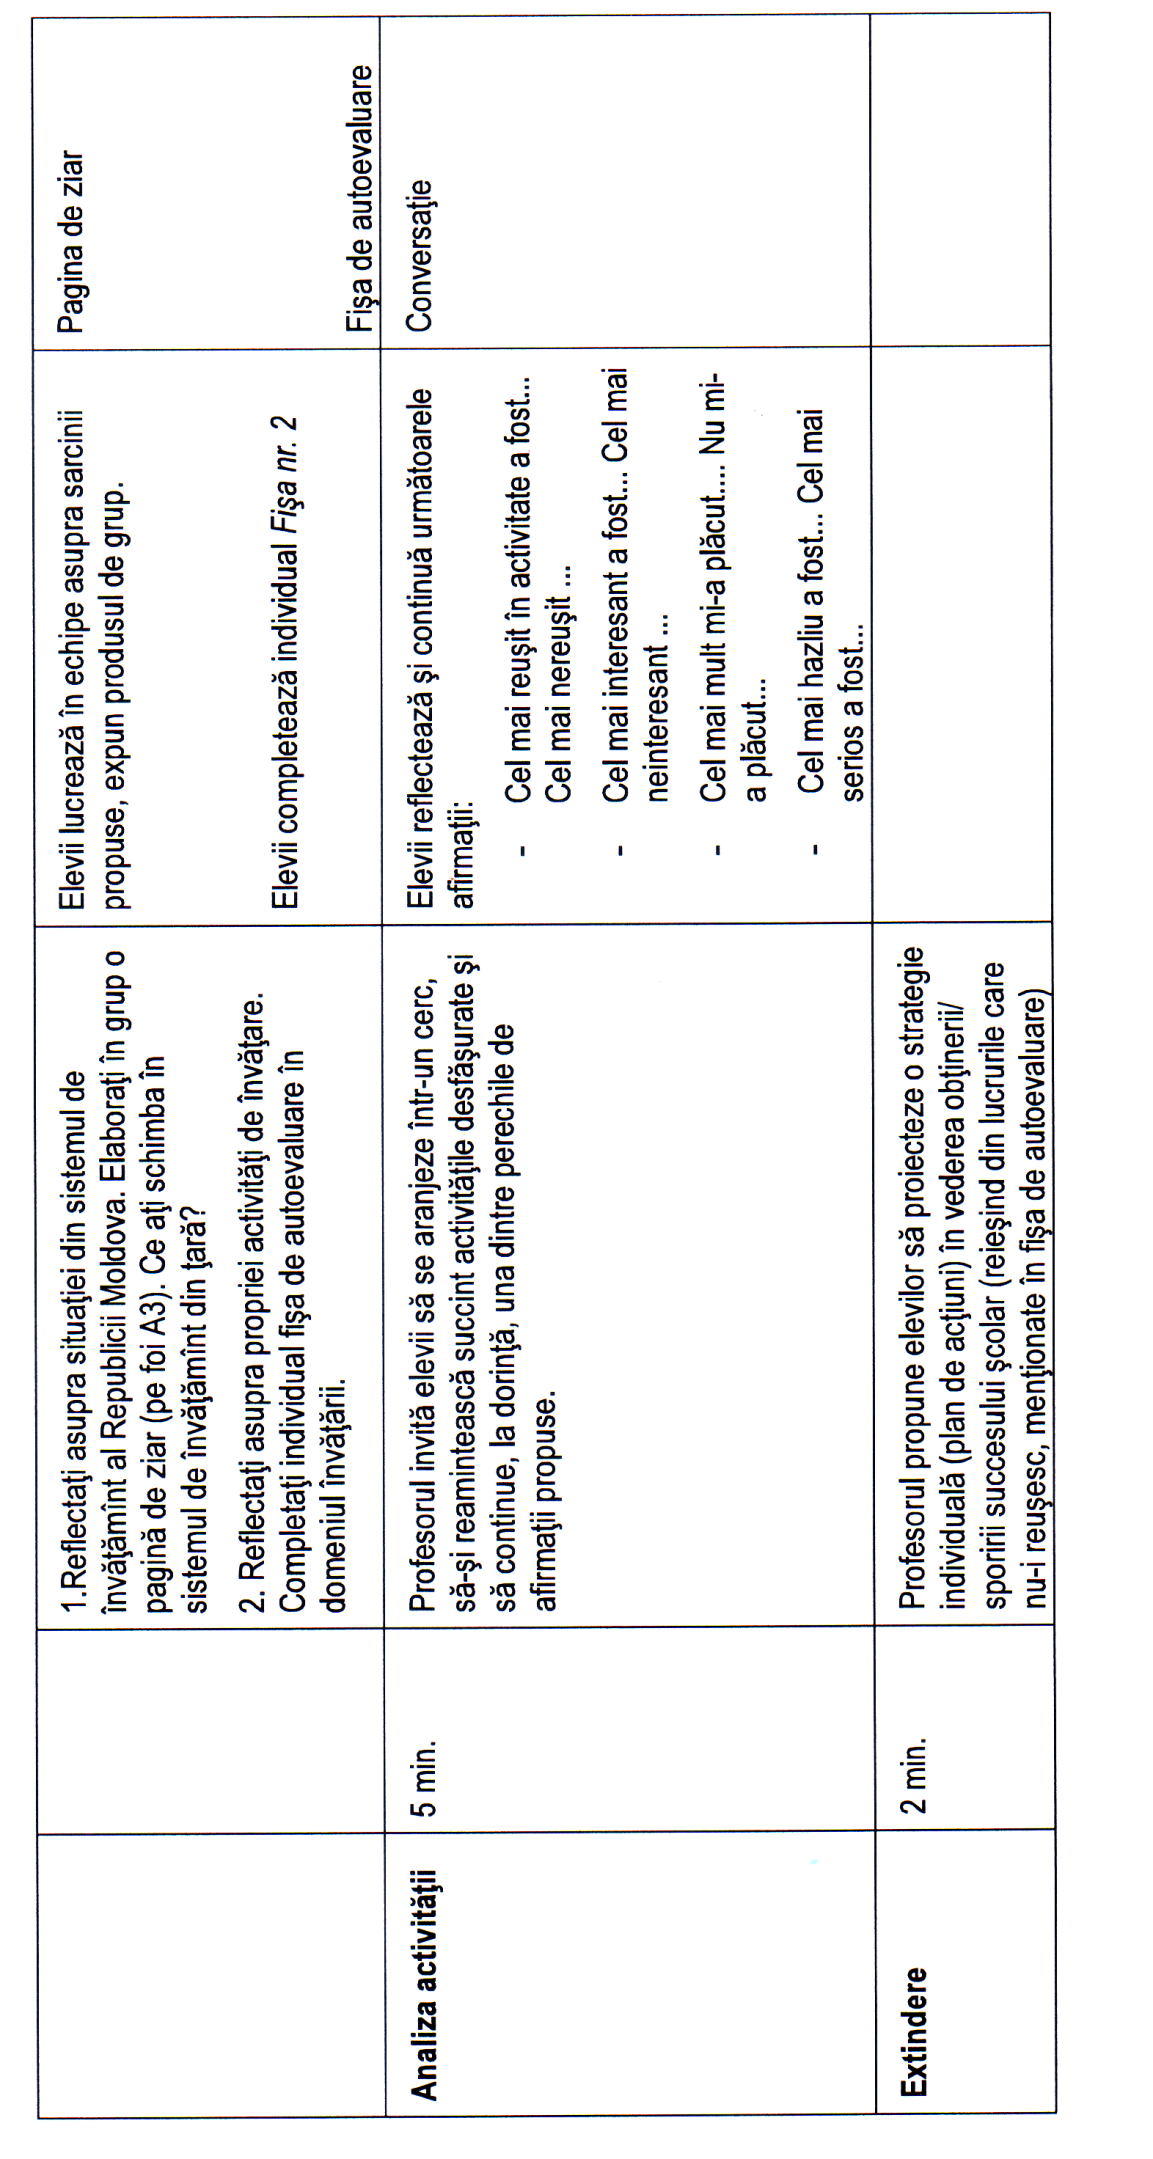 1.Reflectaţi asupra situaţiei din sistemul de
învăţămînt al Republicii Moldova. Elaboraţi în grup o
pagină de ziar (pe foi A3). Ce aţi schimba în
sistemul de învăţămînt din ţară?
2. Reflectaţi asupra propriei activităţi de învăţare.
Completaţi individual fişa de autoevaluare în
domeniul învăţării.
Elevii lucrează în echipe asupra sarcinii
propuse, expun produsul de grup.
Elevii completează individual Fişa nr. 2
Pagina de ziar
Fişa de autoevaluare
Analiza activităţii
5 min.
Profesorul invită elevii să se aranjeze într-un cerc,
să-şi reamintească succint activităţile desfăşurate şi
să continue, la dorinţă, una dintre perechile de
afirmaţii propuse.
Elevii reflectează şi continuă următoarele
afirmaţii:
- Cel mai reuşit în activitate a fost...
Cel mai nereuşit ...
- Cel mai interesant a fost... Cel mai
neinteresant ...
- Cel mai mult mi-a plăcut.... Nu mi-
a plăcut...
- Cel mai hazliu a fost... Cel mai
serios a fost...
Conversaţie
Extindere
2 min.
Profesorul propune elevilor să proiecteze o strategie
individuală (plan de acţiuni) în vederea obţinerii/
sporirii succesului şcolar (reieşind din lucrurile care
nu-i reuşesc, menţionate în fişa de autoevaluare)